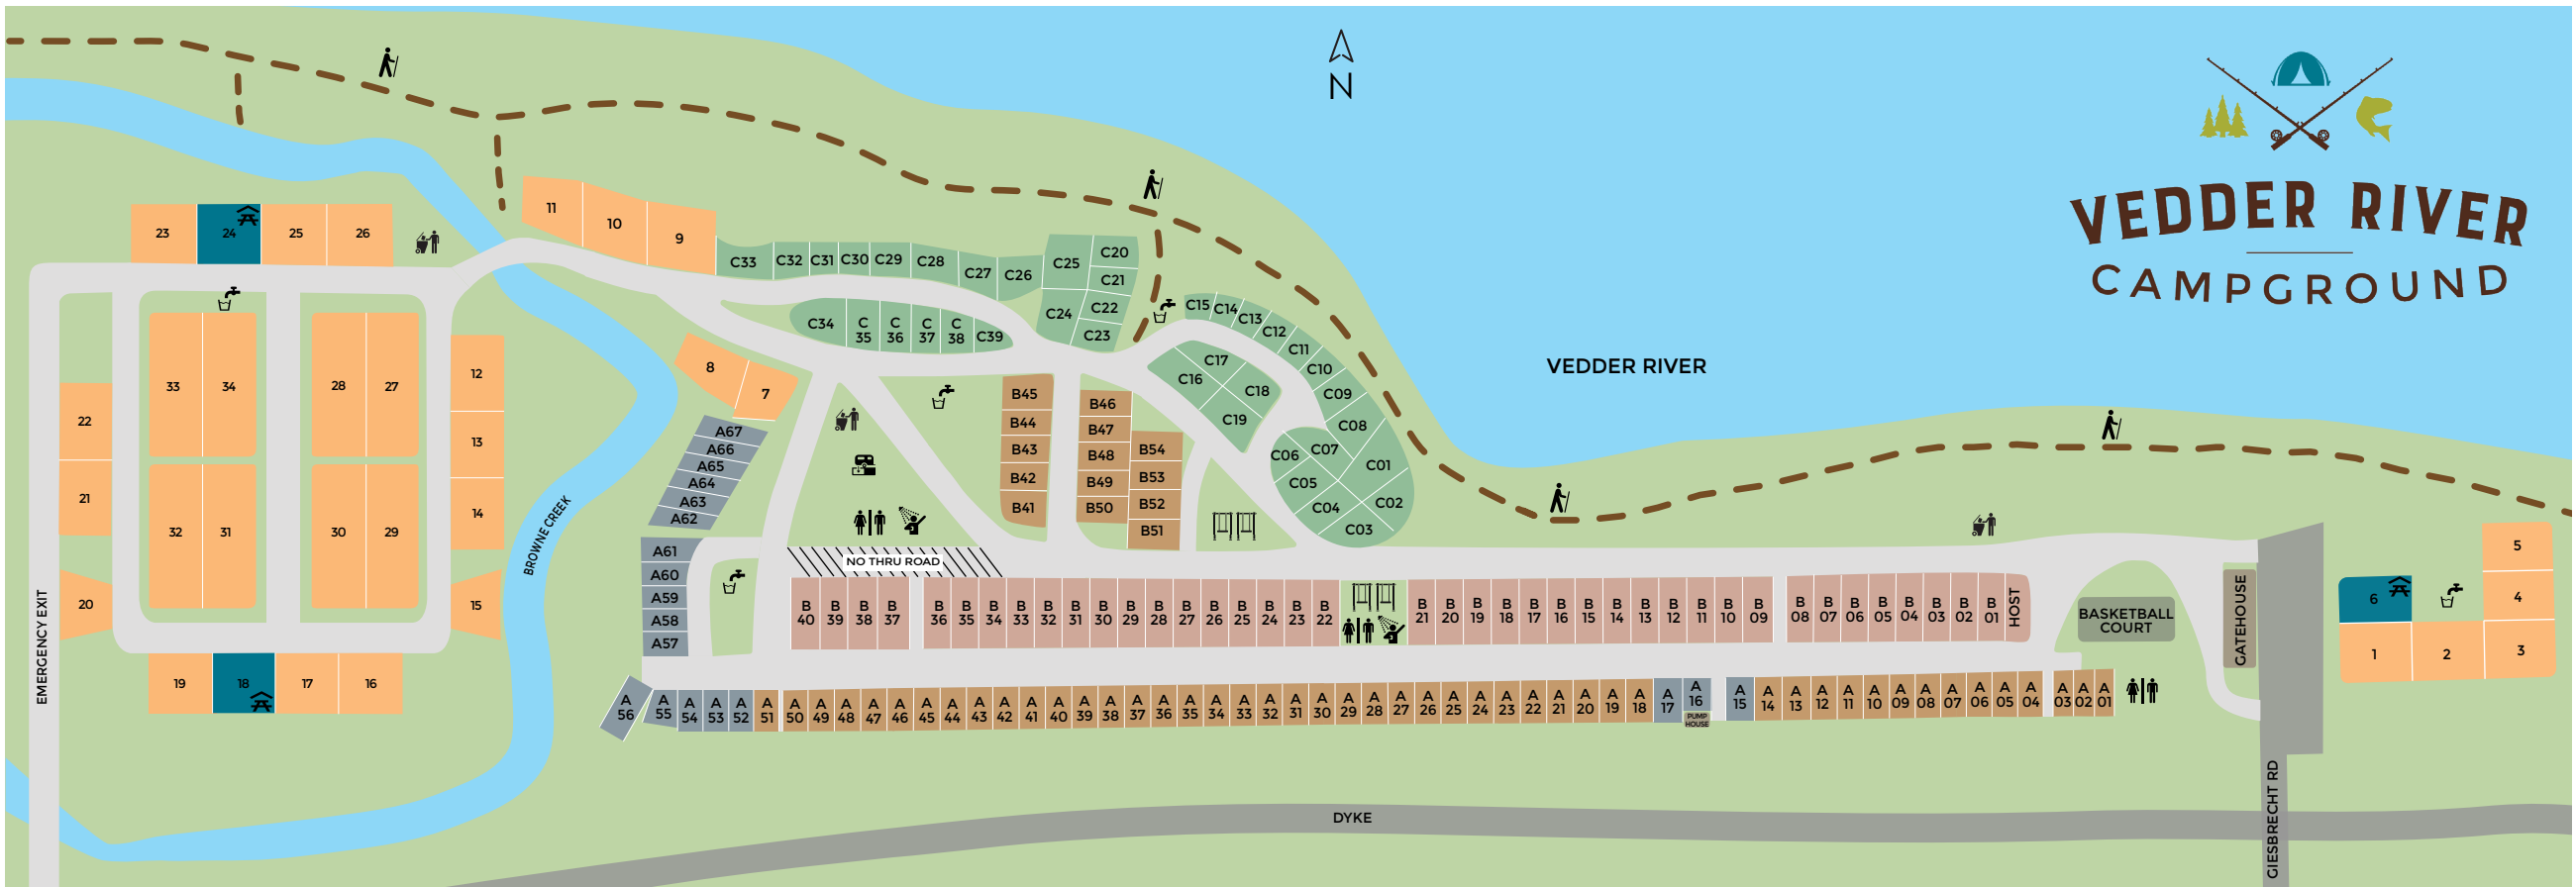 N
VEDDER RIVER
CAMPGROUND
VEDDER RIVER
BROWNE CREEK
EMERGENCY EXIT
23
24
25
26
33
34
28
27
32
31
30
29
22
21
20
12
13
14
15
19
18
17
16
11
10
9
8
7
C33
C32
C31
C30
C29
C28
C27
C26
C25
C20
C21
C24
C22
C23
C34
C
35
C
36
C
37
C
38
C39
C15
C14
C13
C12
C11
C10
C09
C08
C17
C16
C18
C19
C07
C06
C05
C04
C03
C01
C02
B45
B44
B43
B42
B41
B46
B47
B48
B49
B50
B54
B53
B52
B51
A67
A66
A65
A64
A63
A62
A61
A60
A59
A58
A57
NO THRU ROAD
B
40
B
39
B
38
B
37
B
36
B
35
B
34
B
33
B
32
B
31
B
30
B
29
B
28
B
27
B
26
B
25
B
24
B
23
B
22
B
21
B
20
B
19
B
18
B
17
B
16
B
15
B
14
B
13
B
12
B
11
B
10
B
09
B
08
B
07
B
06
B
05
B
04
B
03
B
02
B
01
HOST
BASKETBALL
COURT
GATEHOUSE
5
6
4
1
2
3
A
56
A
55
A
54
A
53
A
52
A
51
A
50
A
49
A
48
A
47
A
46
A
45
A
44
A
43
A
42
A
41
A
40
A
39
A
38
A
37
A
36
A
35
A
34
A
33
A
32
A
31
A
30
A
29
A
28
A
27
A
26
A
25
A
24
A
23
A
22
A
21
A
20
A
19
A
18
A
17
A
16
PUMP
HOUSE
A
15
A
14
A
13
A
12
A
11
A
10
A
09
A
08
A
07
A
06
A
05
A
04
A
03
A
02
A
01
DYKE
GIESBRECHT RD